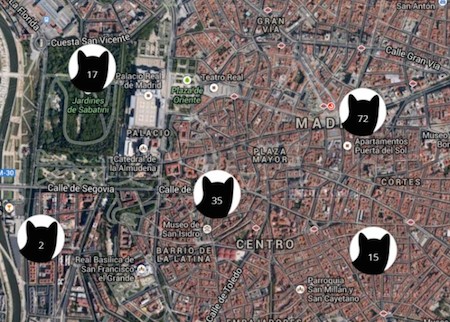 la Florida
San Antón
GRAN
VÍA
Cuesta San Vicente
Calle Gran Vía
17
Palacio Real
de Madrid
Teatro Real
Plaza de
Oriente
Jardines
de Sabatini
72
MAD
PALACIO
Apartamentos
Puerta del Sol
Museo
PLAZA
MAYOR
Catedral de
la Almudena
M-30
Calle de Segovia
Calle de
CORTES
35
Museo de
San Isidro
2
CENTRO
15
BARRIO DE
LA LATINA
Real Basílica de
San Francisco
el Grande
Calle de Toledo
Parroquia
San Millán y
San Cayetano